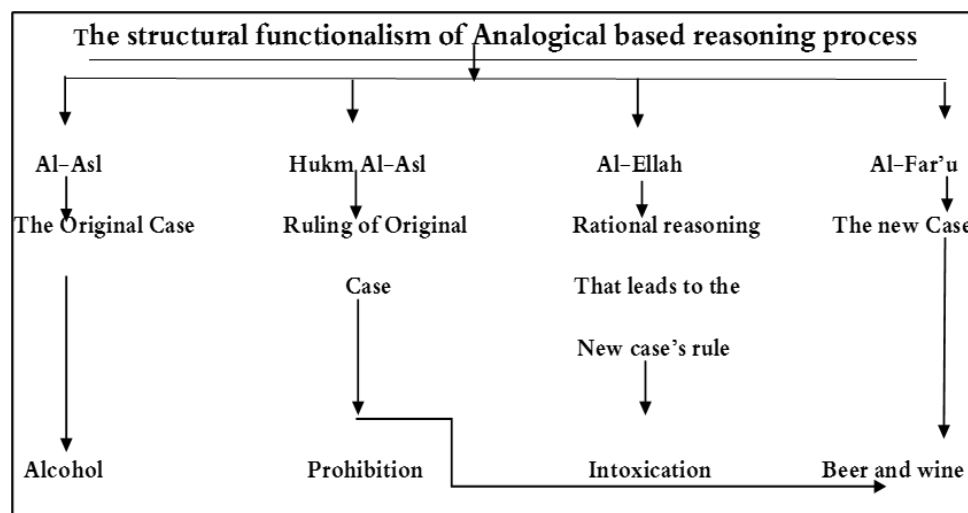 The structural functionalism of Analogical based reasoning process
Al-Asl
Hukm Al-Asl
Al-Ellah
Al-Far'u
The Original Case
Ruling of Original
Case
Rational reasoning
That leads to the
New case's rule
The new Case
Alcohol
Prohibition
Intoxication
Beer and wine